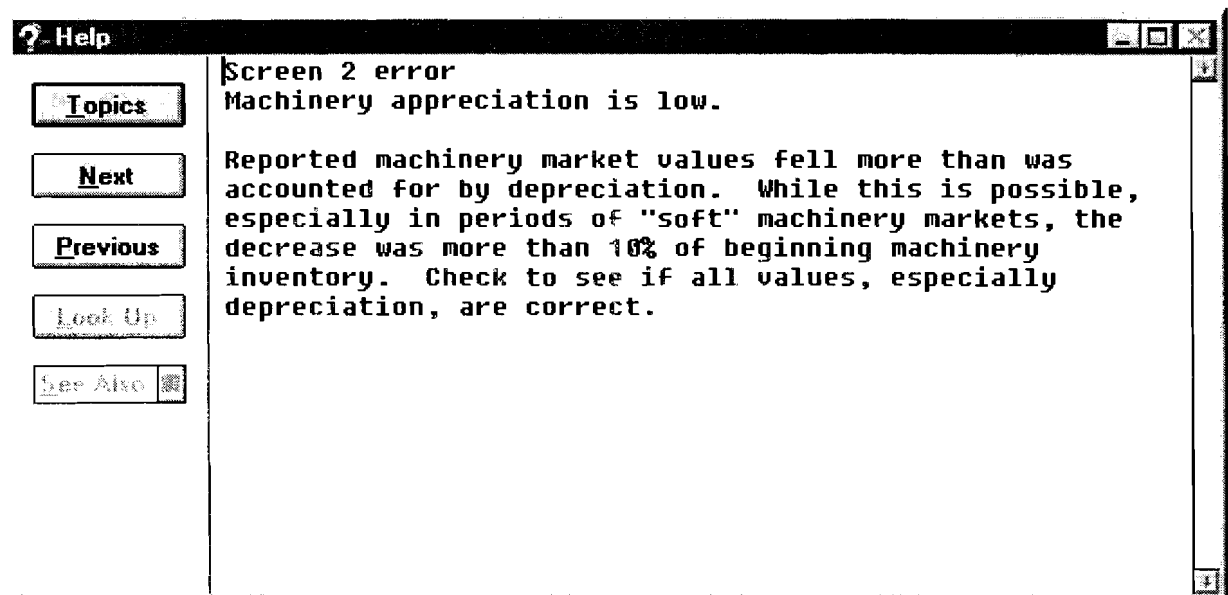 ? Help
Topics
Next
Previous
Look Up
See Also
Screen 2 error
Machinery appreciation is low.
Reported machinery market values fell more than was
accounted for by depreciation.  While this is possible,
especially in periods of "soft" machinery markets, the
decrease was more than 10% of beginning machinery
inventory.  Check to see if all values, especially
depreciation, are correct.